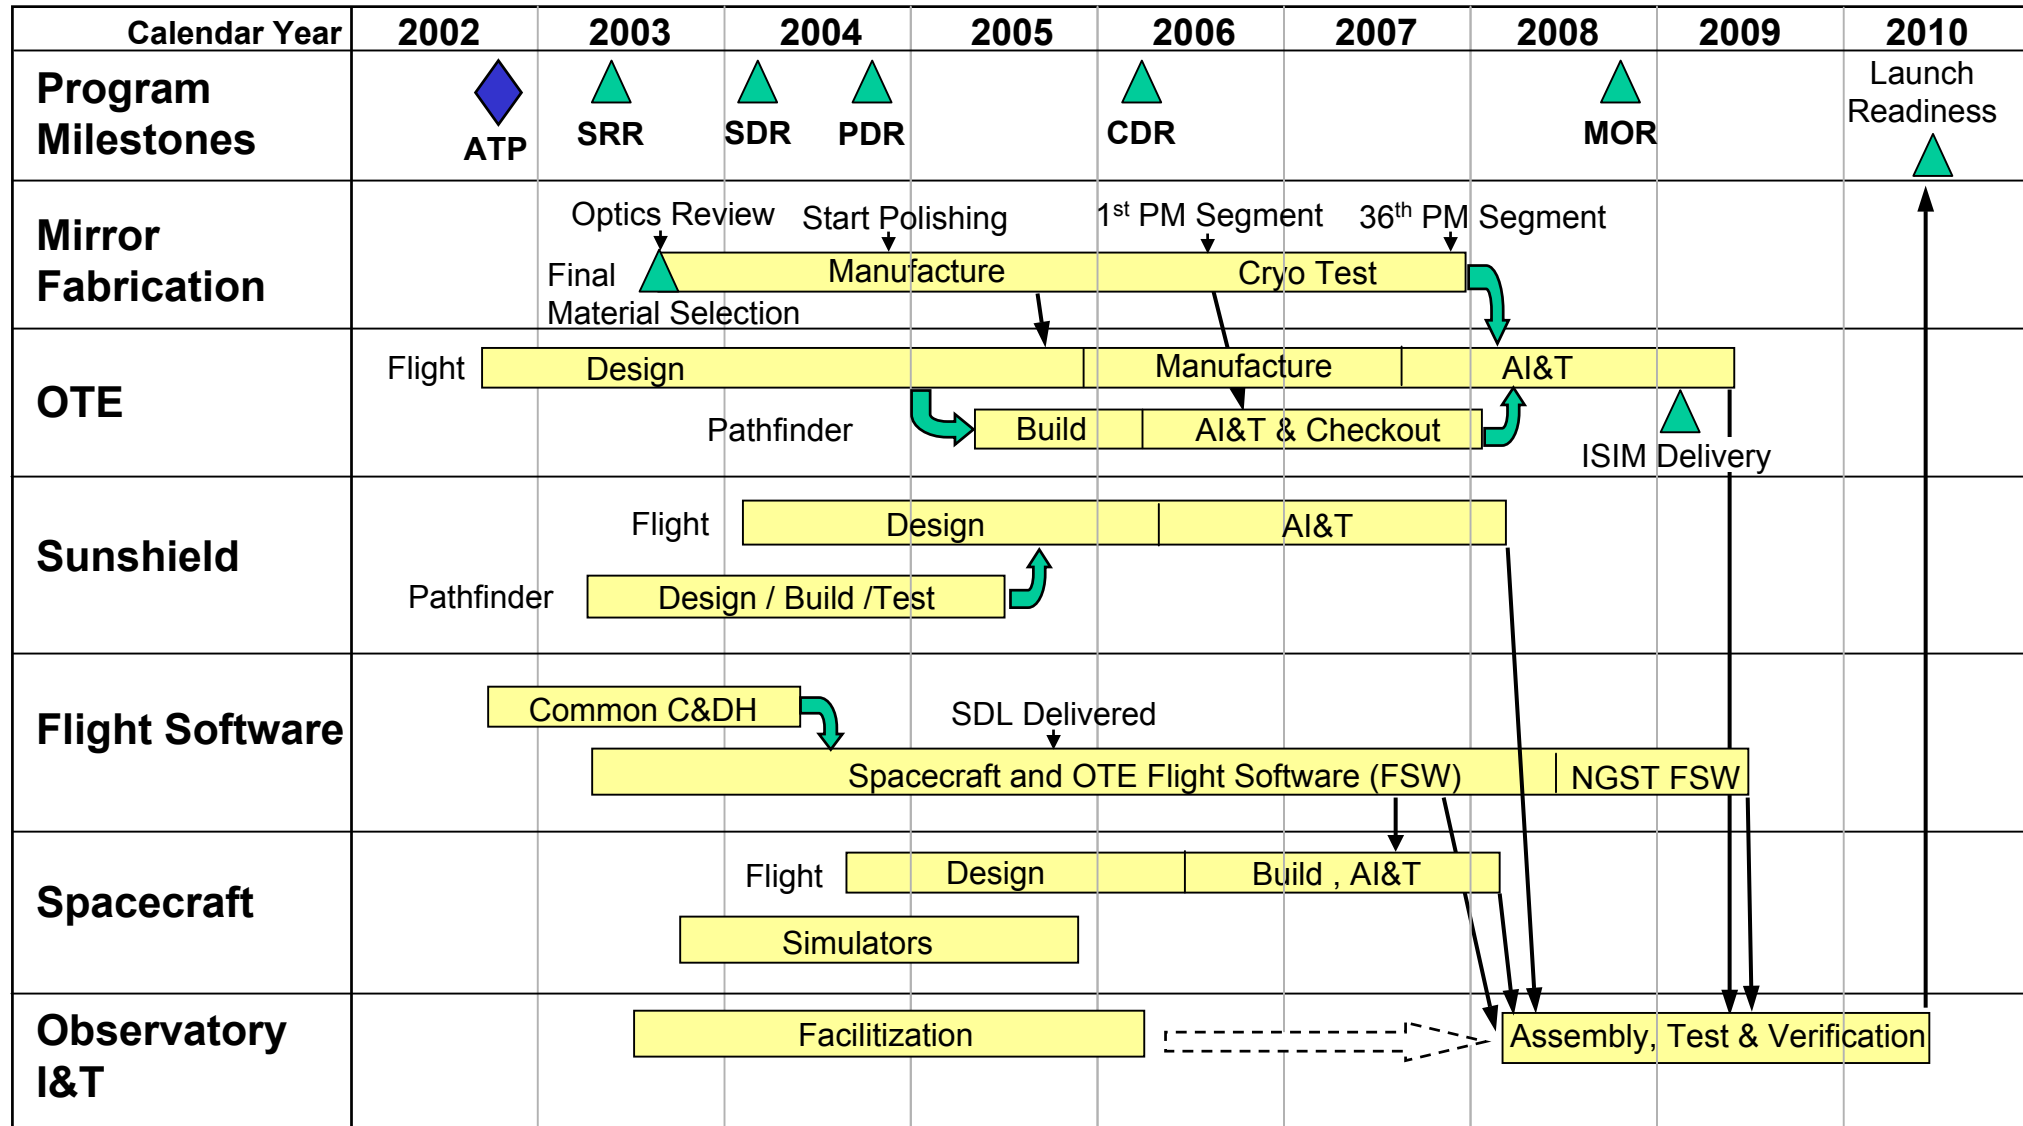 Calendar Year 2002 2003 2004 2005 2006 2007 2008 2009 2010
Program
Milestones
ATP
SRR
SDR
PDR
CDR
MOR
Launch
Readiness
Mirror
Fabrication
Optics Review
Start Polishing
1st PM Segment
36th PM Segment
Final
Material Selection
Manufacture
Cryo Test
OTE
Flight
Design
Manufacture
AI&T
Pathfinder
Build
AI&T & Checkout
ISIM Delivery
Sunshield
Flight
Design
AI&T
Pathfinder
Design / Build /Test
Flight Software
Common C&DH
SDL Delivered
Spacecraft and OTE Flight Software (FSW)
NGST FSW
Spacecraft
Flight
Design
Build , AI&T
Simulators
Observatory
I&T
Facilitization
Assembly, Test & Verification